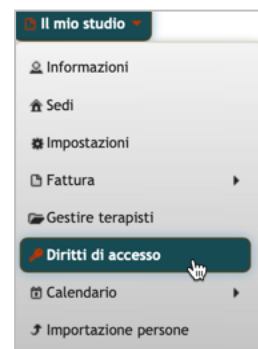 Il mio studio
Informazioni
Sedi
Impostazioni
Fattura
Gestire terapisti
Diritti di accesso
Calendario
Importazione persone